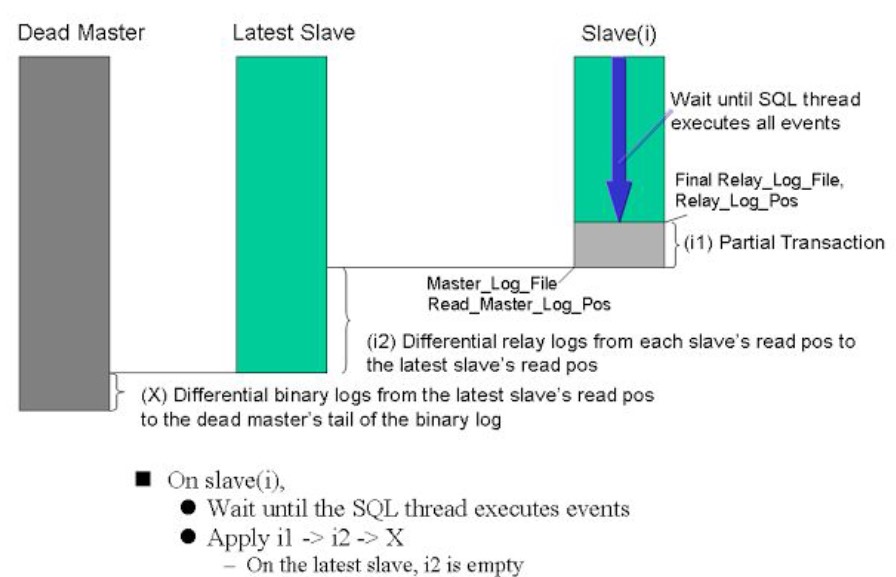 Dead Master
Latest Slave
Slave(i)
Wait until SQL thread
executes all events
Final Relay_Log_File,
Relay_Log_Pos
(i1) Partial Transaction
Master_Log_File
Read_Master_Log_Pos
(i2) Differential relay logs from each slave's read pos to
the latest slave's read pos
(X) Differential binary logs from the latest slave's read pos
to the dead master's tail of the binary log
■ On slave(i),
● Wait until the SQL thread executes events
● Apply i1 -> i2 -> X
– On the latest slave, i2 is empty